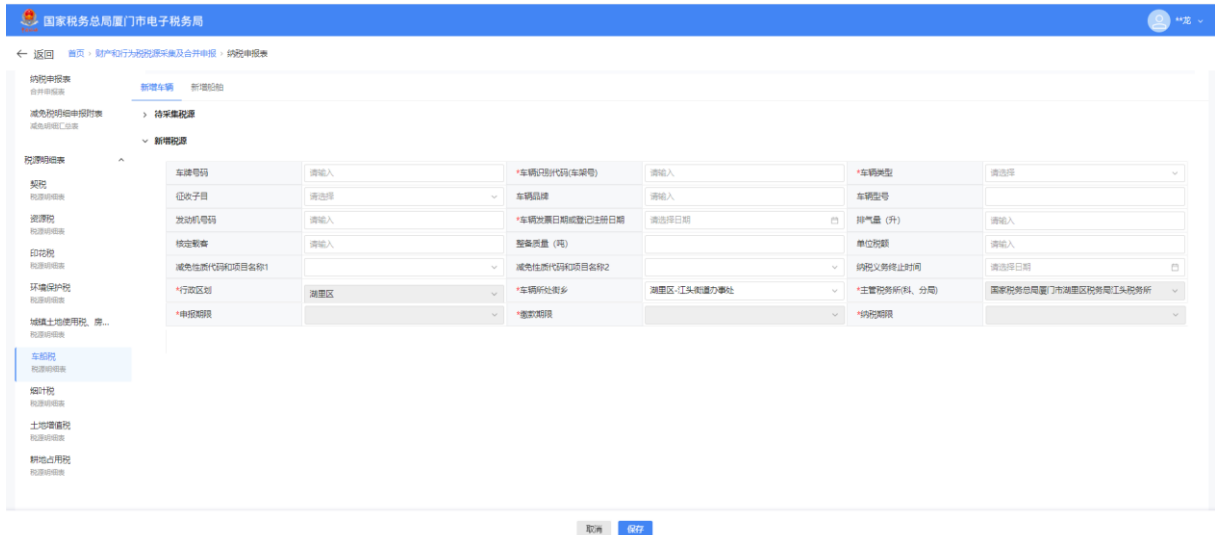 国家税务总局厦门市电子税务局
**龙
← 返回 首页 > 财产和行为税税源采集及合并申报 > 纳税申报表
纳税申报表
合并申报表
减免税明细申报附表
减免明细汇总表
税源明细表
契税
税源明细表
资源税
税源明细表
印花税
税源明细表
环境保护税
税源明细表
城镇土地使用税、房...
税源明细表
车船税
税源明细表
烟叶税
税源明细表
土地增值税
税源明细表
耕地占用税
税源明细表
新增车辆 新增船舶
待采集税源
新增税源
车牌号码 请输入 *车辆识别代码(车架号) 请输入 *车辆类型 请选择
征收子目 请选择 车辆品牌 请输入 车辆型号
发动机号码 请输入 *车辆发票日期或登记注册日期 请选择日期 排气量（升） 请输入
核定载客 请输入 整备质量（吨） 单位税额 请输入
减免性质代码和项目名称1 减免性质代码和项目名称2 纳税义务终止时间 请选择日期
*行政区划 湖里区 *车辆所处街乡 湖里区-江头街道办事处 *主管税务所(科、分局) 国家税务总局厦门市湖里区税务局江头税务所
*申报期限 *缴款期限 *纳税期限
取消 保存